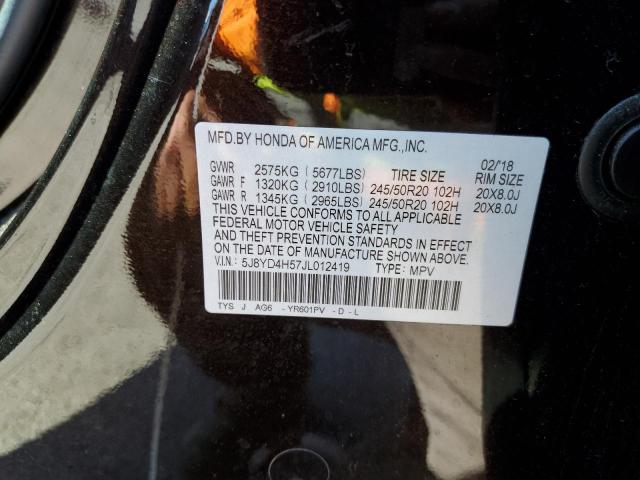 MFD.BY HONDA OF AMERICA MFG.,INC.
02/'18
GVWR 2575KG ( 5677LBS) TIRE SIZE RIM SIZE
GAWR F 1320KG ( 2910LBS) 245/50R20 102H 20X8.0J
GAWR R 1345KG ( 2965LBS) 245/50R20 102H 20X8.0J
THIS VEHICLE CONFORMS TO ALL APPLICABLE
FEDERAL MOTOR VEHICLE SAFETY
AND THEFT PREVENTION STANDARDS IN EFFECT
ON THE DATE OF MANUFACTURE SHOWN ABOVE.
V.I.N.: 5J8YD4H57JL012419 TYPE: MPV
TYS J AG6 -YR601PV -D-L